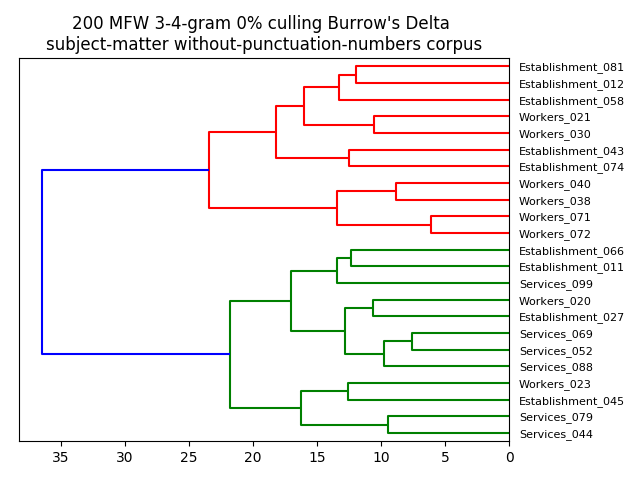 200 MFW 3-4-gram 0% culling Burrow's Delta
subject-matter without-punctuation-numbers corpus
Establishment_081
Establishment_012
Establishment_058
Workers_021
Workers_030
Establishment_043
Establishment_074
Workers_040
Workers_038
Workers_071
Workers_072
Establishment_066
Establishment_011
Services_099
Workers_020
Establishment_027
Services_069
Services_052
Services_088
Workers_023
Establishment_045
Services_079
Services_044
35 30 25 20 15 10 5 0